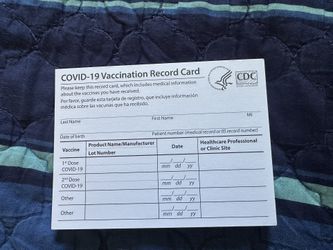 COVID-19 Vaccination Record Card
Please keep this record card, which includes medical information
about the vaccines you have received.
Por favor, guarde esta tarjeta de registro, que incluye información
médica sobre las vacunas que ha recibido.
CDC
Last Name First Name MI
Date of birth Patient number (medical record or IIS record number)
Vaccine Product Name/Manufacturer Date Healthcare Professional
Lot Number or Clinic Site
1st Dose
COVID-19 mm dd yy
2nd Dose
COVID-19 mm dd yy
Other mm dd yy
Other mm dd yy